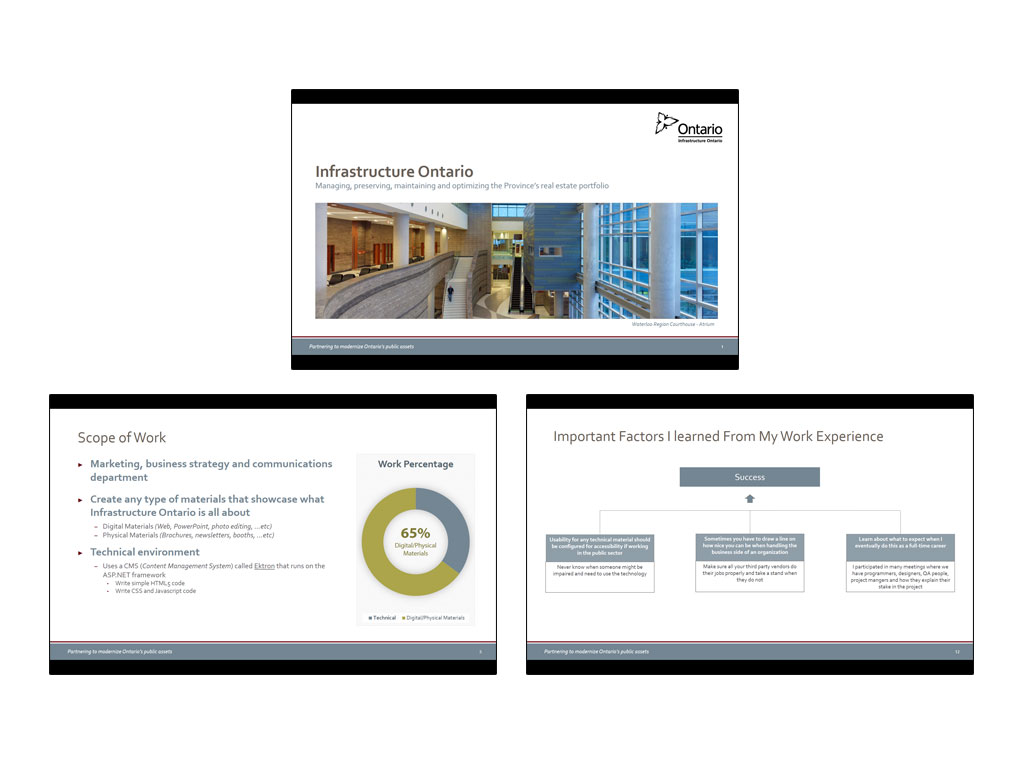 Ontario
Infrastructure Ontario
Infrastructure Ontario
Managing, preserving, maintaining and optimizing the Province's real estate portfolio
Waterloo Region Courthouse - Atrium
Partnering to modernize Ontario's public assets
1
Scope of Work
► Marketing, business strategy and communications
department
► Create any type of materials that showcase what
Infrastructure Ontario is all about
– Digital Materials (Web, PowerPoint, photo editing, ...etc)
– Physical Materials (Brochures, newsletters, booths, ...etc)
► Technical environment
– Uses a CMS (Content Management System) called Ektron that runs on the
ASP.NET framework
• Write simple HTML5 code
• Write CSS and Javascript code
Work Percentage
65%
Digital/Physical
Materials
Technical Digital/Physical Materials
Partnering to modernize Ontario's public assets
Important Factors I learned From My Work Experience
Success
Usability for any technical material should
be configured for accessibility if working
in the public sector
Never know when someone might be
impaired and need to use the technology
Sometimes you have to draw a line on
how nice you can be when handling the
business side of an organization
Make sure all your third party vendors do
their jobs properly and take a stand when
they do not
Learn about what to expect when I
eventually do this as a full-time career
I participated in many meetings where we
have programmers, designers, QA people,
project mangers and how they explain their
stake in the project
Partnering to modernize Ontario's public assets
12